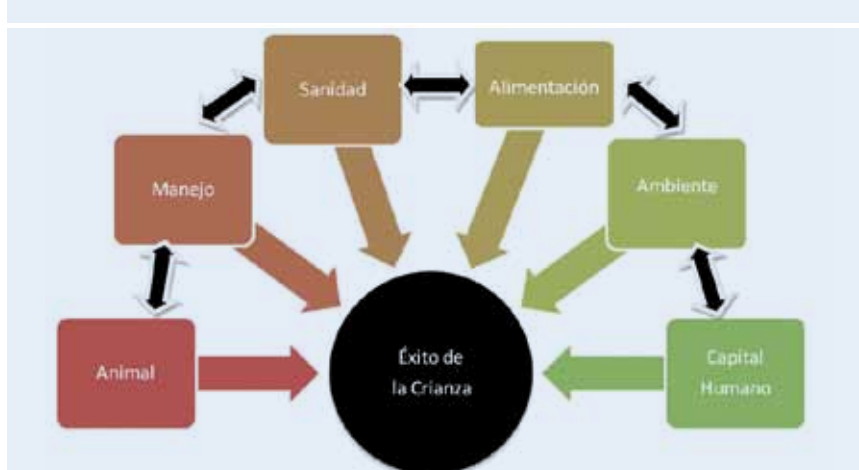 Sanidad
Alimentación
Manejo
Ambiente
Animal
Éxito de
la Crianza
Capital
Humano